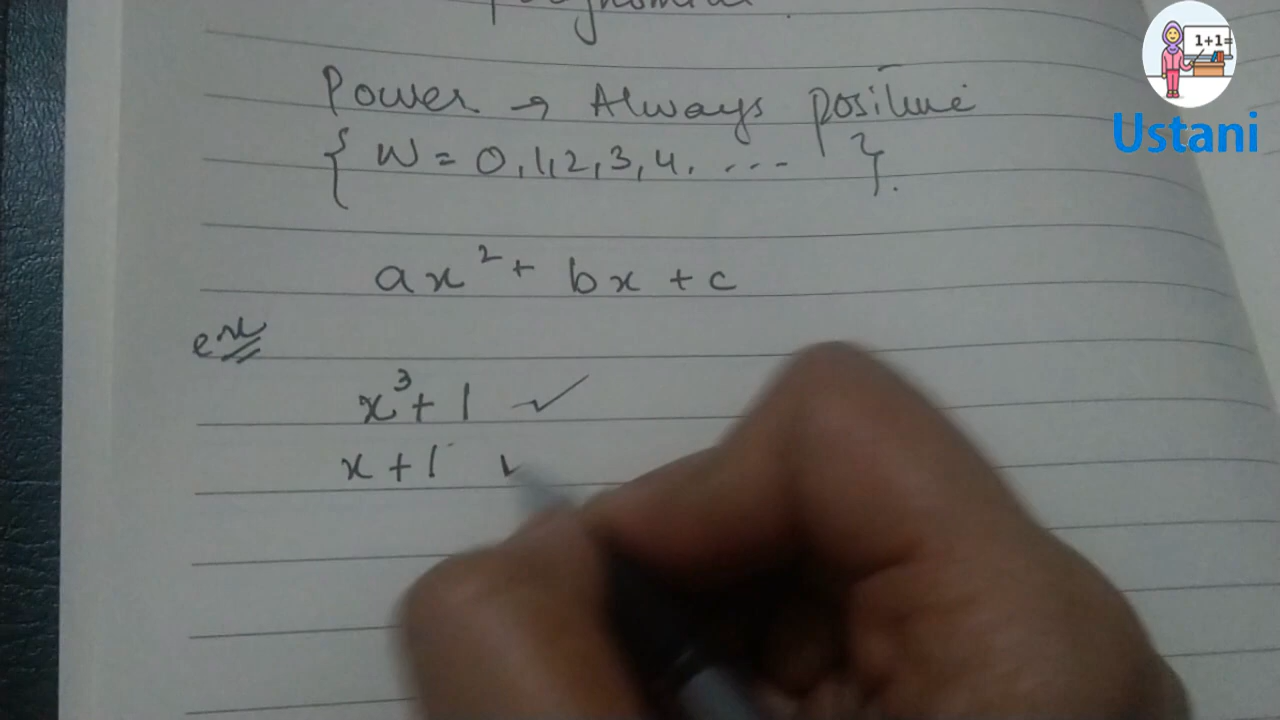 Power → Always positive
{ W = 0, 1, 2, 3, 4, ---- }.
ax² + bx + c
ex
x³ + 1 ✓
x + 1
1+1=
Ustani